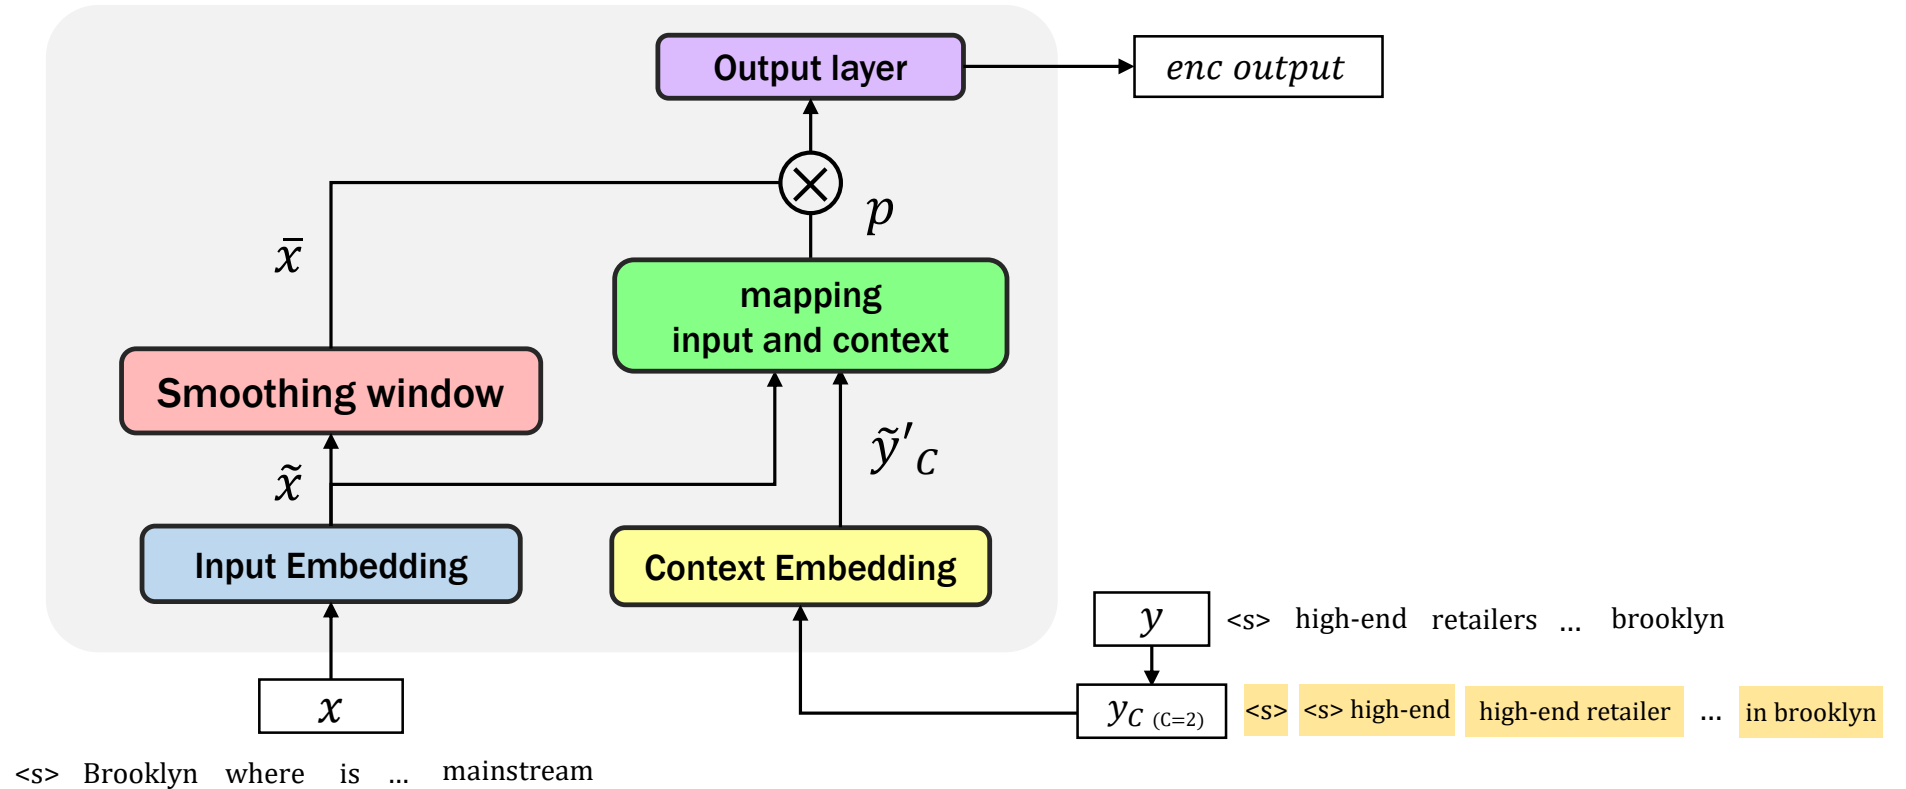 Output layer
enc output
p
x̄
mapping
input and context
Smoothing window
x̃
ỹ′C
Input Embedding
Context Embedding
y <s> high-end retailers ... brooklyn
x
yC (C=2) <s> <s> high-end high-end retailer ... in brooklyn
<s> Brooklyn where is ... mainstream